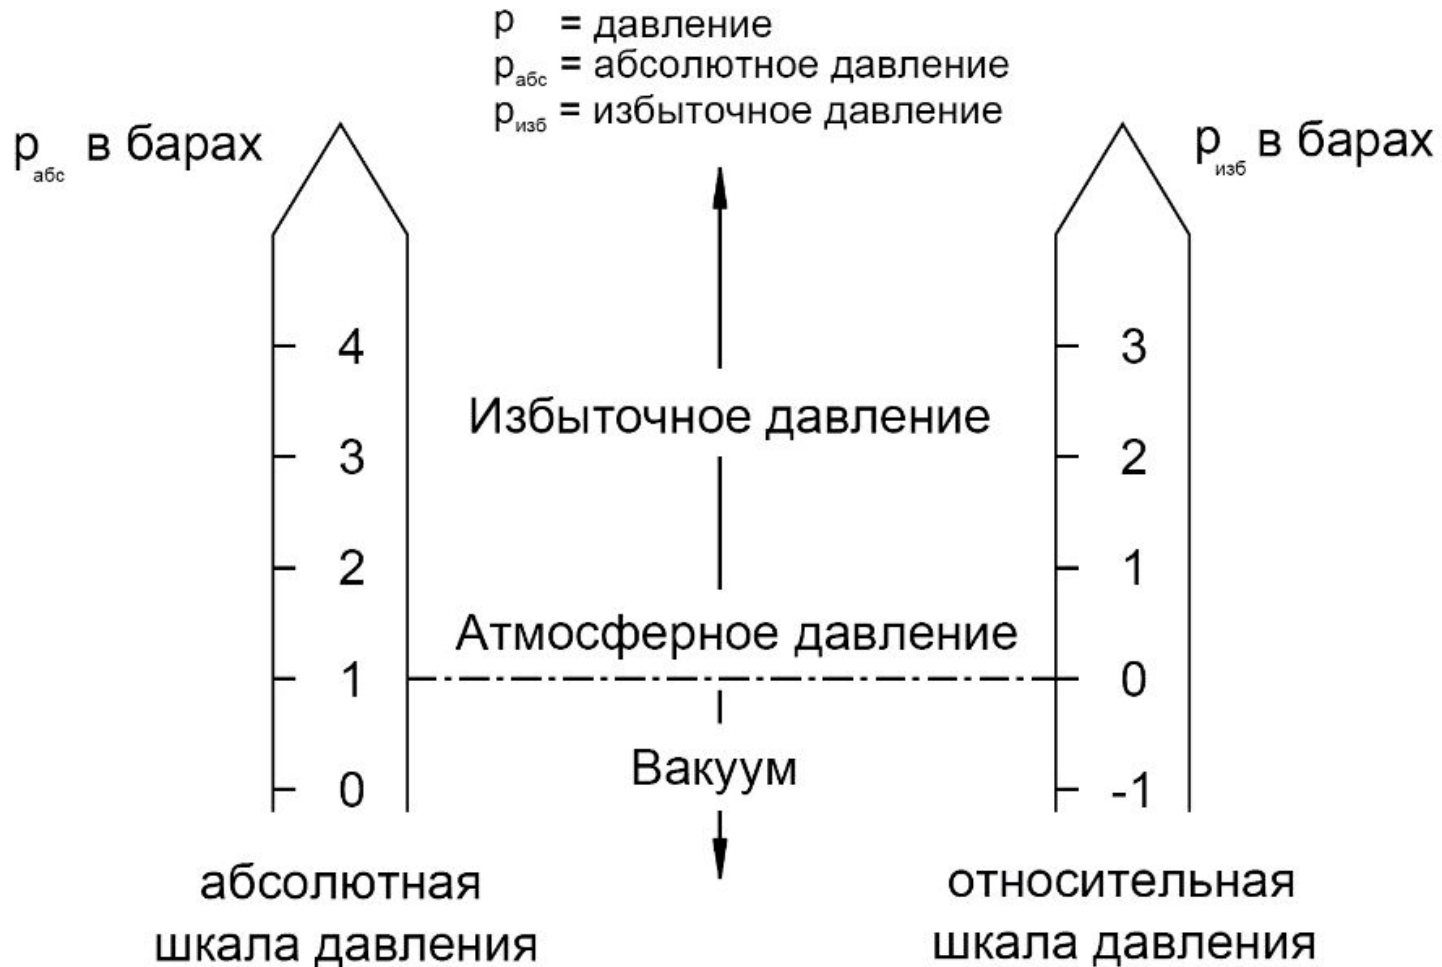 p = давление
pабс = абсолютное давление
pизб = избыточное давление
pабс в барах
pизб в барах
4
3
2
1
0
Избыточное давление
Атмосферное давление
Вакуум
3
2
1
0
-1
абсолютная
шкала давления
относительная
шкала давления